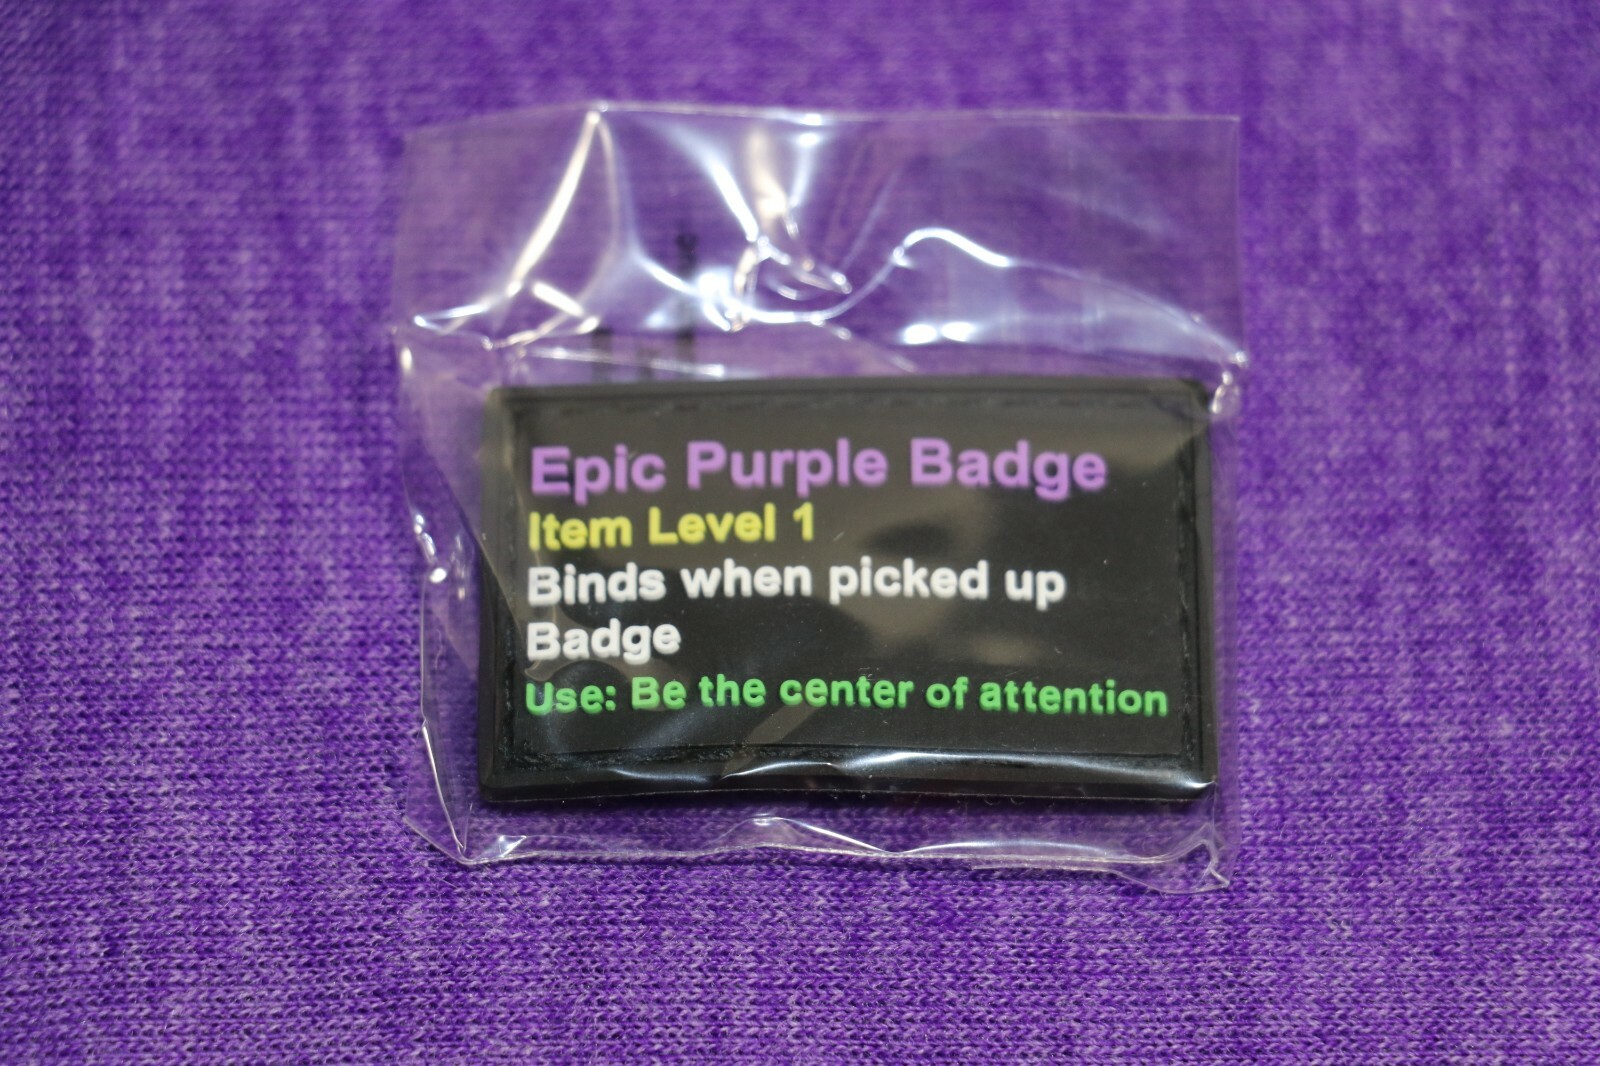 Epic Purple Badge
Item Level 1
Binds when picked up
Badge
Use: Be the center of attention